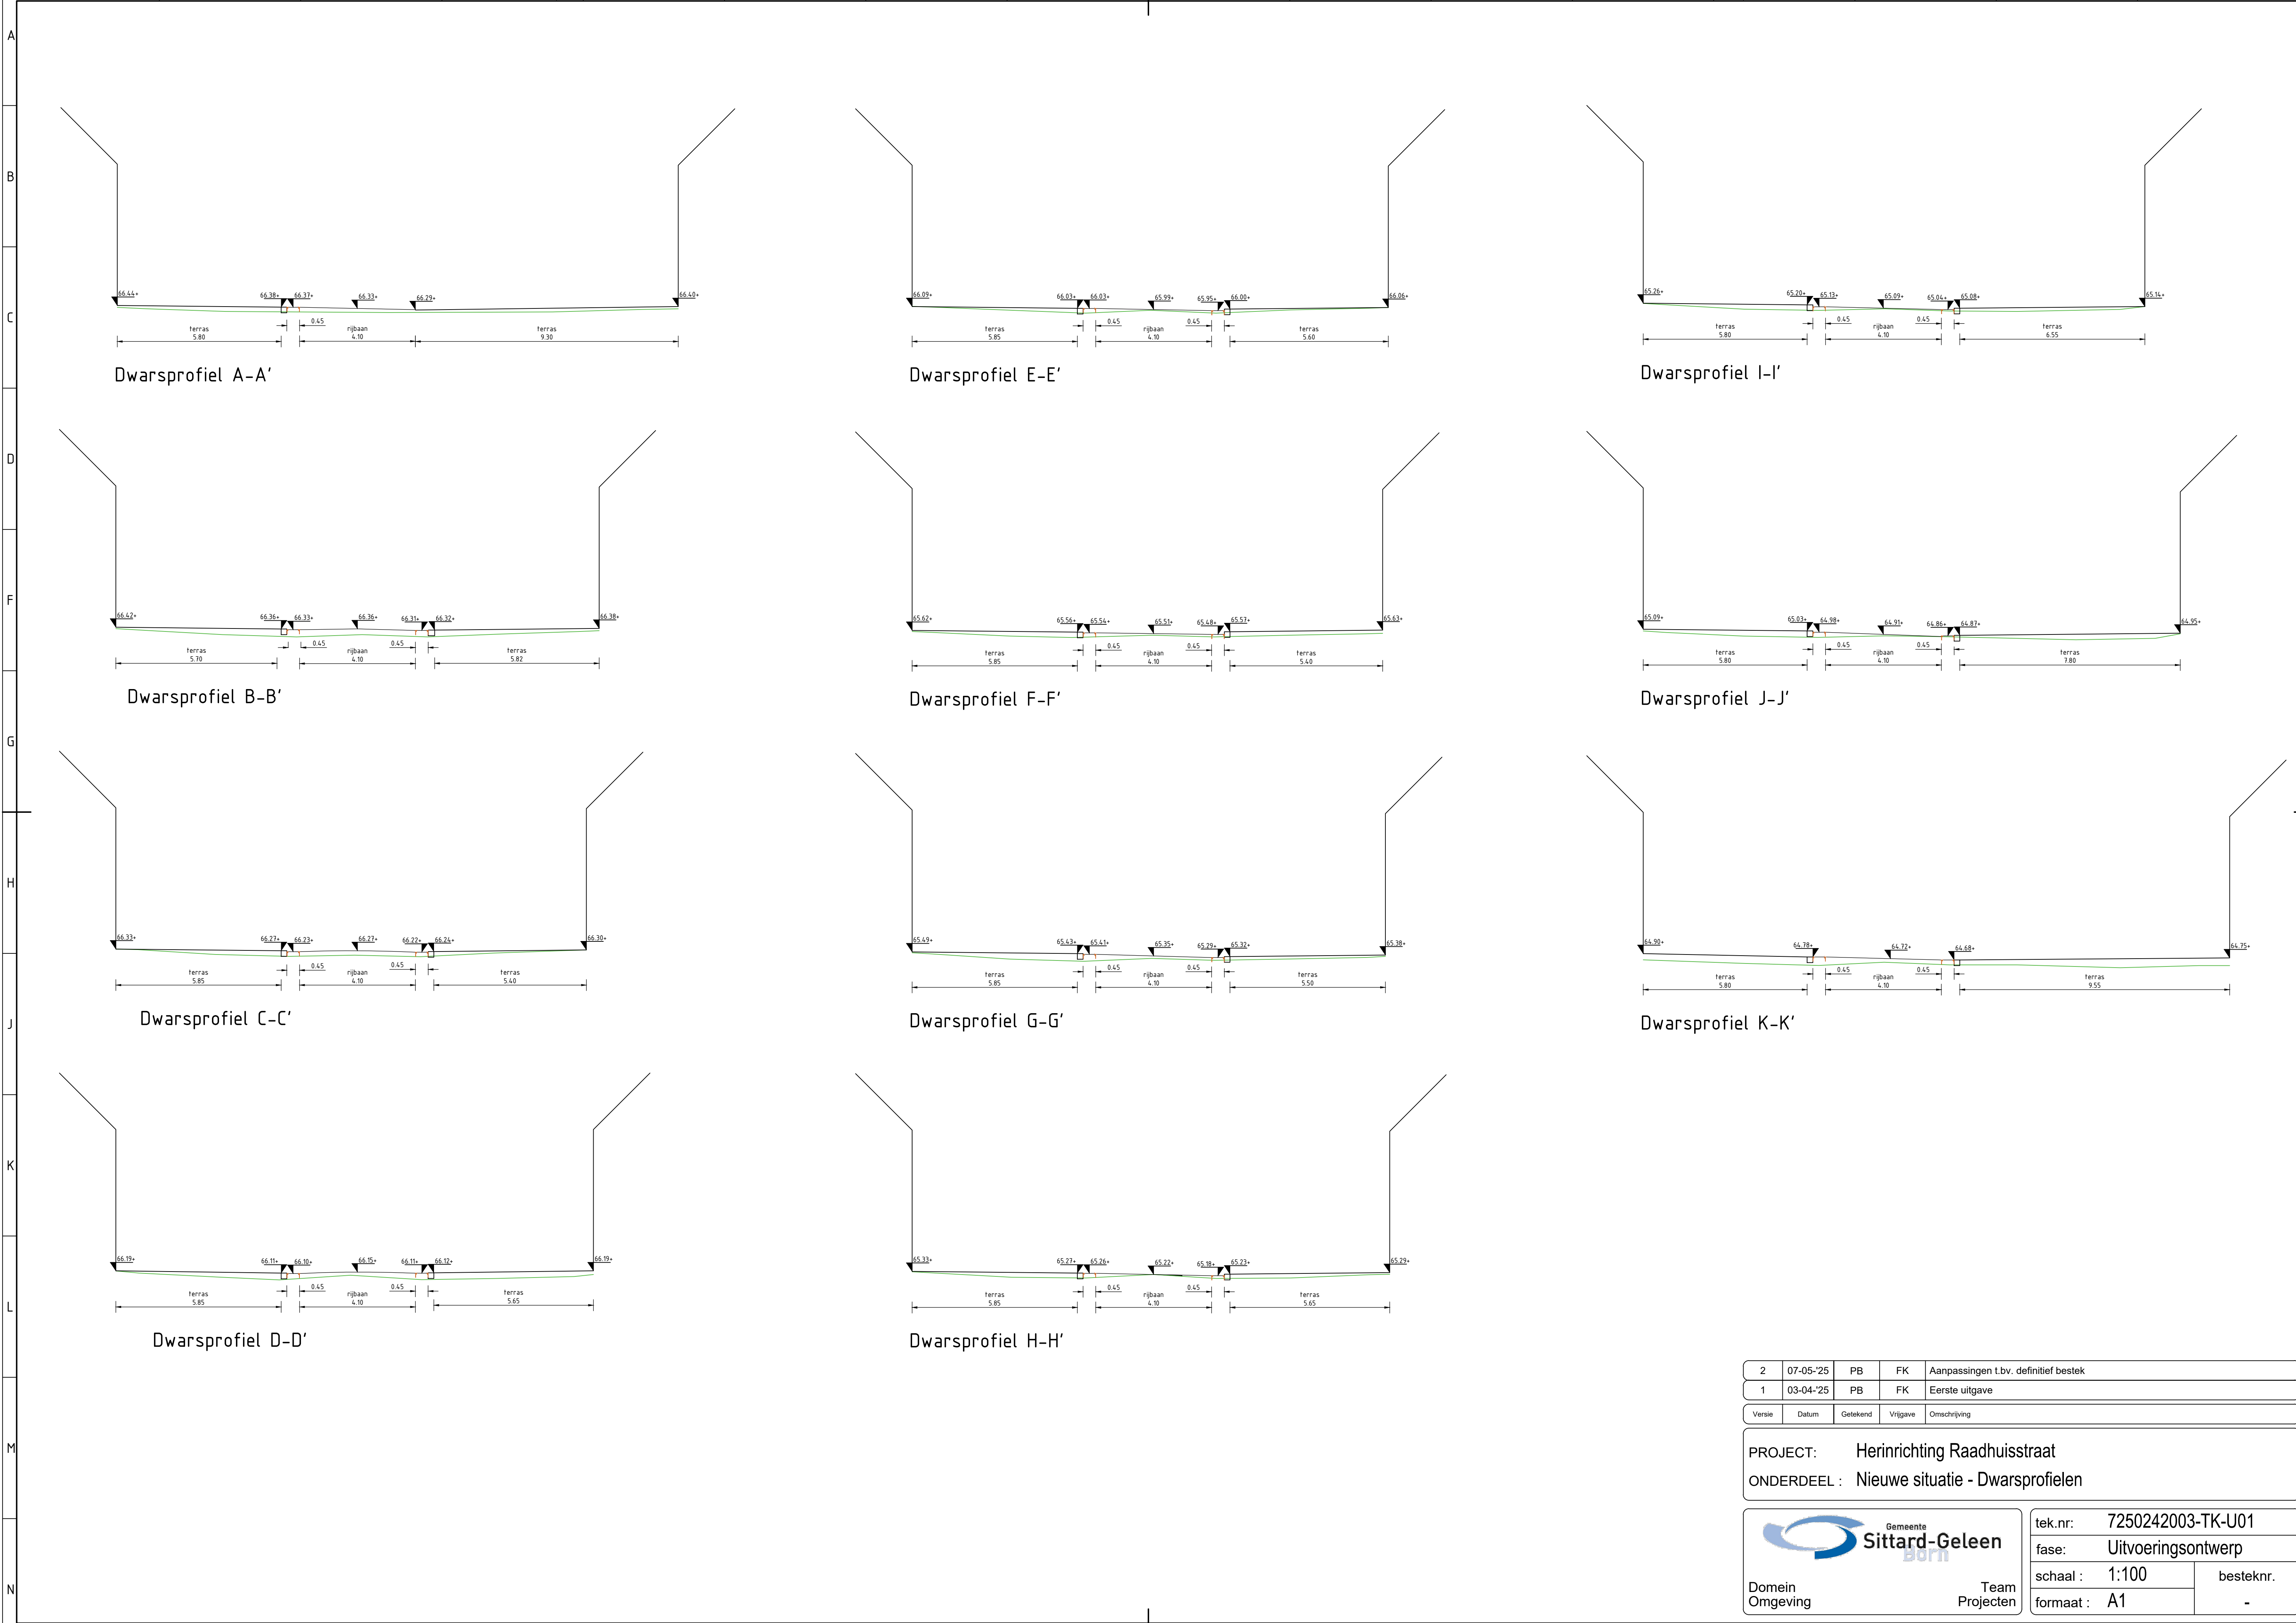 A
B
C
D
F
G
H
J
K
L
M
N
66.44+ 66.38+ 66.37+ 66.33+ 66.29+ 66.40+
0.45
terras rijbaan terras
5.80 4.10 9.30
Dwarsprofiel A-A'
66.09+ 66.03+ 66.03+ 65.99+ 65.95+ 66.00+ 66.06+
0.45 0.45
terras rijbaan terras
5.85 4.10 5.60
Dwarsprofiel E-E'
65.26+ 65.20+ 65.13+ 65.09+ 65.04+ 65.08+ 65.14+
0.45 0.45
terras rijbaan terras
5.80 4.10 6.55
Dwarsprofiel I-I'
66.42+ 66.36+ 66.33+ 66.36+ 66.31+ 66.32+ 66.38+
0.45 0.45
terras rijbaan terras
5.70 4.10 5.82
Dwarsprofiel B-B'
65.62+ 65.56+ 65.54+ 65.51+ 65.48+ 65.57+ 65.63+
0.45 0.45
terras rijbaan terras
5.85 4.10 5.40
Dwarsprofiel F-F'
65.09+ 65.03+ 64.98+ 64.91+ 64.86+ 64.87+ 64.95+
0.45 0.45
terras rijbaan terras
5.80 4.10 7.80
Dwarsprofiel J-J'
66.33+ 66.27+ 66.23+ 66.27+ 66.22+ 66.24+ 66.30+
0.45 0.45
terras rijbaan terras
5.85 4.10 5.40
Dwarsprofiel C-C'
65.49+ 65.43+ 65.41+ 65.35+ 65.29+ 65.32+ 65.38+
0.45 0.45
terras rijbaan terras
5.85 4.10 5.50
Dwarsprofiel G-G'
64.90+ 64.78+ 64.72+ 64.68+ 64.75+
0.45 0.45
terras rijbaan terras
5.80 4.10 9.55
Dwarsprofiel K-K'
66.19+ 66.11+ 66.10+ 66.15+ 66.11+ 66.12+ 66.19+
0.45 0.45
terras rijbaan terras
5.85 4.10 5.65
Dwarsprofiel D-D'
65.33+ 65.27+ 65.26+ 65.22+ 65.18+ 65.23+ 65.29+
0.45 0.45
terras rijbaan terras
5.85 4.10 5.65
Dwarsprofiel H-H'
2 07-05-'25 PB FK Aanpassingen t.bv. definitief bestek
1 03-04-'25 PB FK Eerste uitgave
Versie Datum Getekend Vrijgave Omschrijving
PROJECT: Herinrichting Raadhuisstraat
ONDERDEEL : Nieuwe situatie - Dwarsprofielen
Gemeente
Sittard-Geleen
Born
Domein Team
Omgeving Projecten
tek.nr: 7250242003-TK-U01
fase: Uitvoeringsontwerp
schaal : 1:100 besteknr.
formaat : A1 -